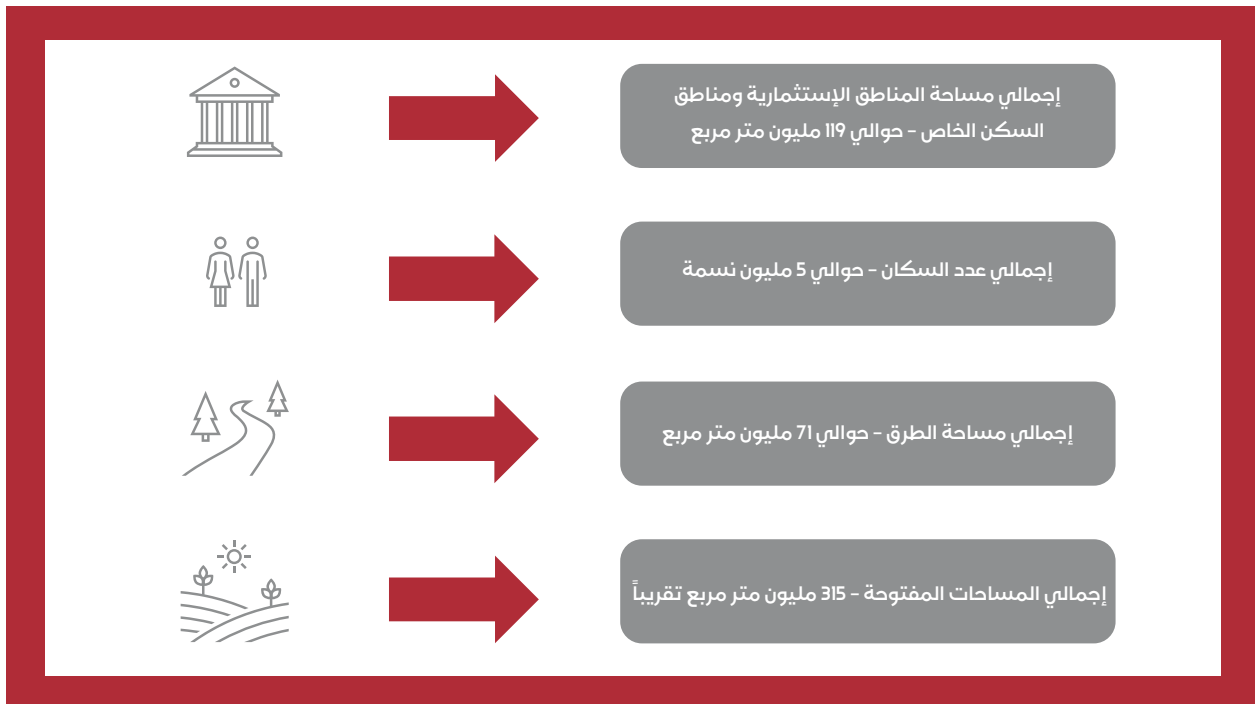 إجمالي مساحة المناطق الإستثمارية ومناطق
السكن الخاص - حوالي 119 مليون متر مربع
إجمالي عدد السكان - حوالي 5 مليون نسمة
إجمالي مساحة الطرق - حوالي 71 مليون متر مربع
إجمالي المساحات المفتوحة - 315 مليون متر مربع تقريباً